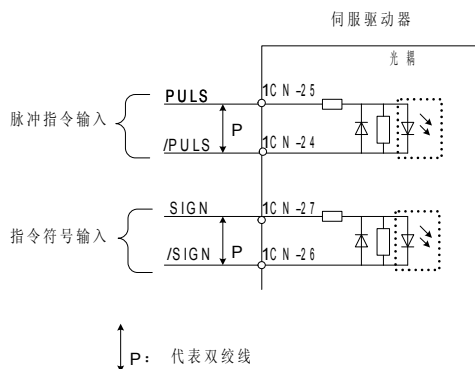 伺服驱动器
光 耦
脉冲指令输入
PULS
1CN-25
P
/PULS
1CN-24
指令符号输入
SIGN
1CN-27
P
/SIGN
1CN-26
P： 代表双绞线